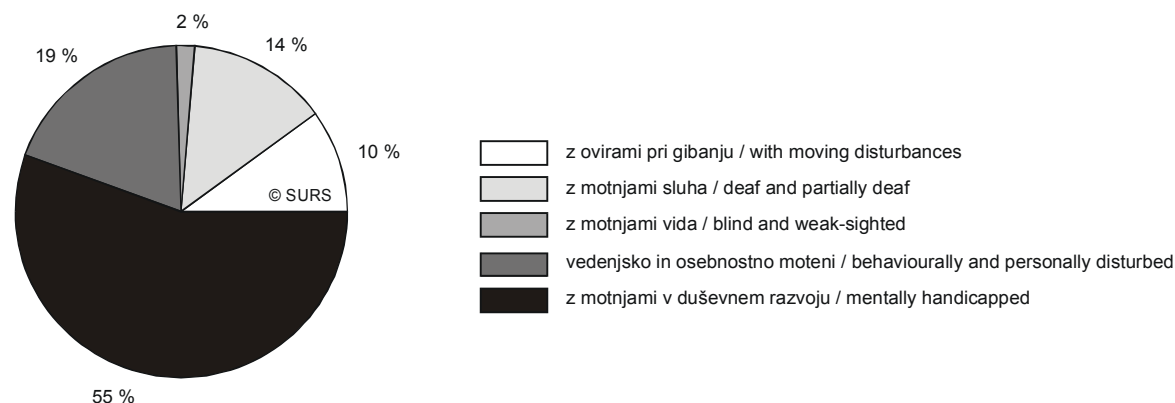 2 %
14 %
19 %
10 %
© SURS
55 %
z ovirami pri gibanju / with moving disturbances
z motnjami sluha / deaf and partially deaf
z motnjami vida / blind and weak-sighted
vedenjsko in osebnostno moteni / behaviourally and personally disturbed
z motnjami v duševnem razvoju / mentally handicapped